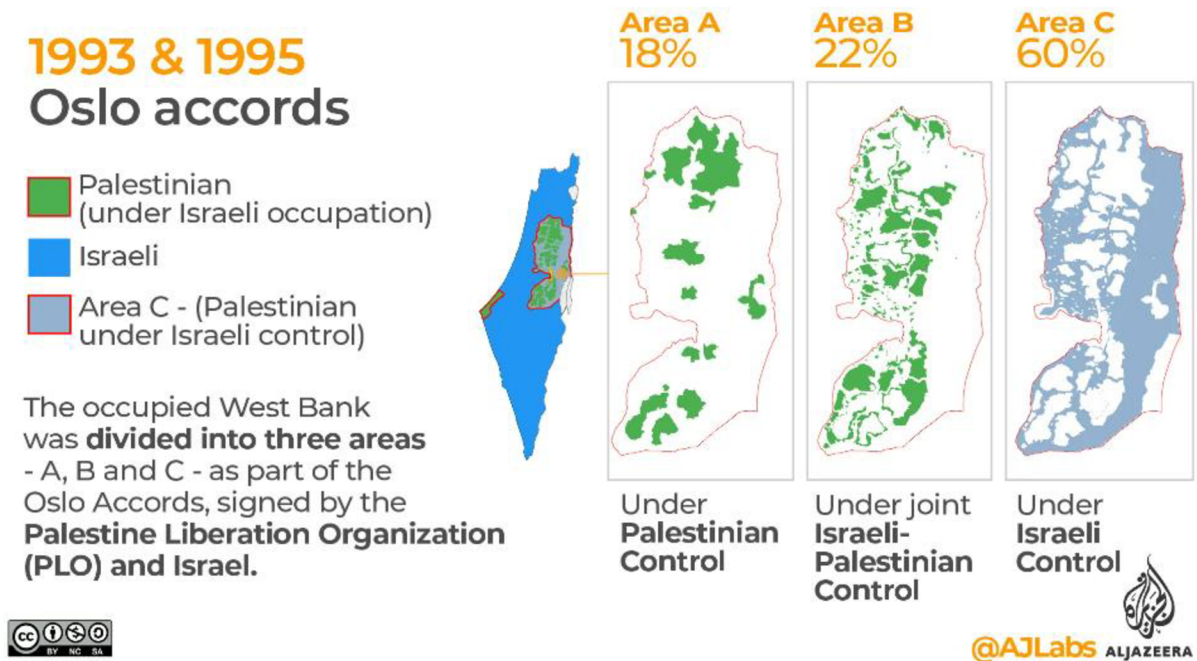 1993 & 1995
Oslo accords
Palestinian
(under Israeli occupation)
Israeli
Area C - (Palestinian
under Israeli control)
The occupied West Bank
was divided into three areas
- A, B and C - as part of the
Oslo Accords, signed by the
Palestine Liberation Organization
(PLO) and Israel.
Area A
18%
Under
Palestinian
Control
Area B
22%
Under joint
Israeli-
Palestinian
Control
Area C
60%
Under
Israeli
Control
cc
BY NC SA
@AJLabs
الجزيرة
ALJAZEERA